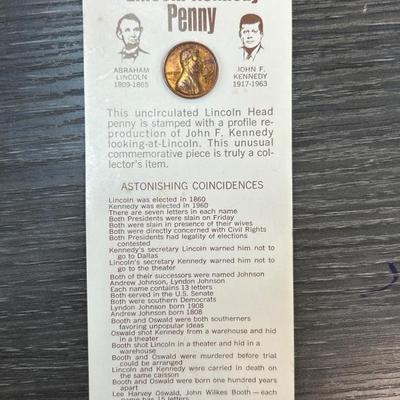 Lincoln-Kennedy
Penny
ABRAHAM
LINCOLN
1809-1865
JOHN F.
KENNEDY
1917-1963
This uncirculated Lincoln Head
penny is stamped with a profile re-
production of John F. Kennedy
looking-at-Lincoln. This unusual
commemorative piece is truly a col-
lector's item.
ASTONISHING COINCIDENCES
Lincoln was elected in 1860
Kennedy was elected in 1960
There are seven letters in each name
Both Presidents were slain on Friday
Both were slain in presence of their wives
Both were directly concerned with Civil Rights
Both Presidents had legality of elections
contested
Kennedy's secretary Lincoln warned him not to
go to Dallas
Lincoln's secretary Kennedy warned him not to
go to the theater
Both of their successors were named Johnson
Andrew Johnson, Lyndon Johnson
Each name contains 13 letters
Both served in the U.S. Senate
Both were southern Democrats
Lyndon Johnson born 1908
Andrew Johnson born 1808
Booth and Oswald were both southerners
favoring unpopular ideas
Oswald shot Kennedy from a warehouse and hid
in a theater
Booth shot Lincoln in a theater and hid in a
warehouse
Booth and Oswald were murdered before trial
could be arranged
Lincoln and Kennedy were carried in death on
the same caisson
Booth and Oswald were born one hundred years
apart
Lee Harvey Oswald, John Wilkes Booth — each
name has 15 letters